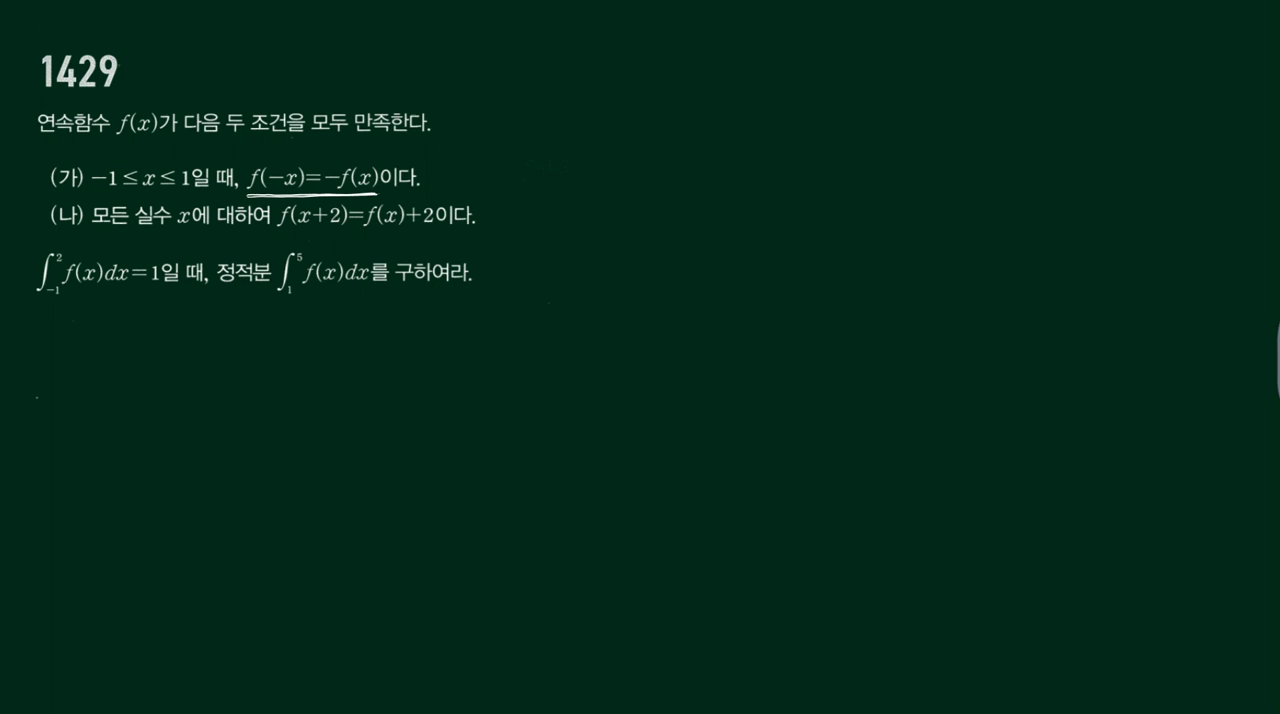 1429
연속함수 f(x)가 다음 두 조건을 모두 만족한다.
(가) −1≤x≤1일 때, f(−x)=−f(x)이다.
(나) 모든 실수 x에 대하여 f(x+2)=f(x)+2이다.
∫_{-1}^{2} f(x)dx=1일 때, 정적분 ∫_{1}^{5} f(x)dx를 구하여라.